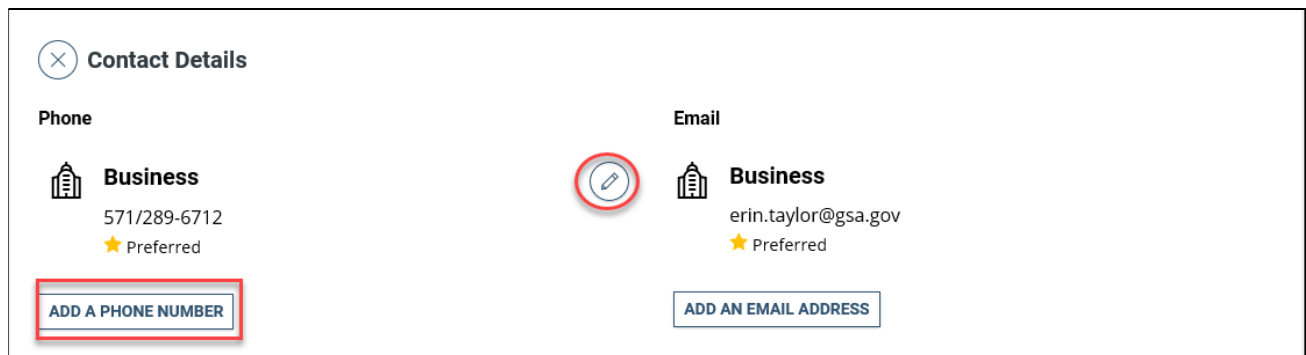 Contact Details
Phone
Business
571/289-6712
Preferred
ADD A PHONE NUMBER
Email
Business
erin.taylor@gsa.gov
Preferred
ADD AN EMAIL ADDRESS